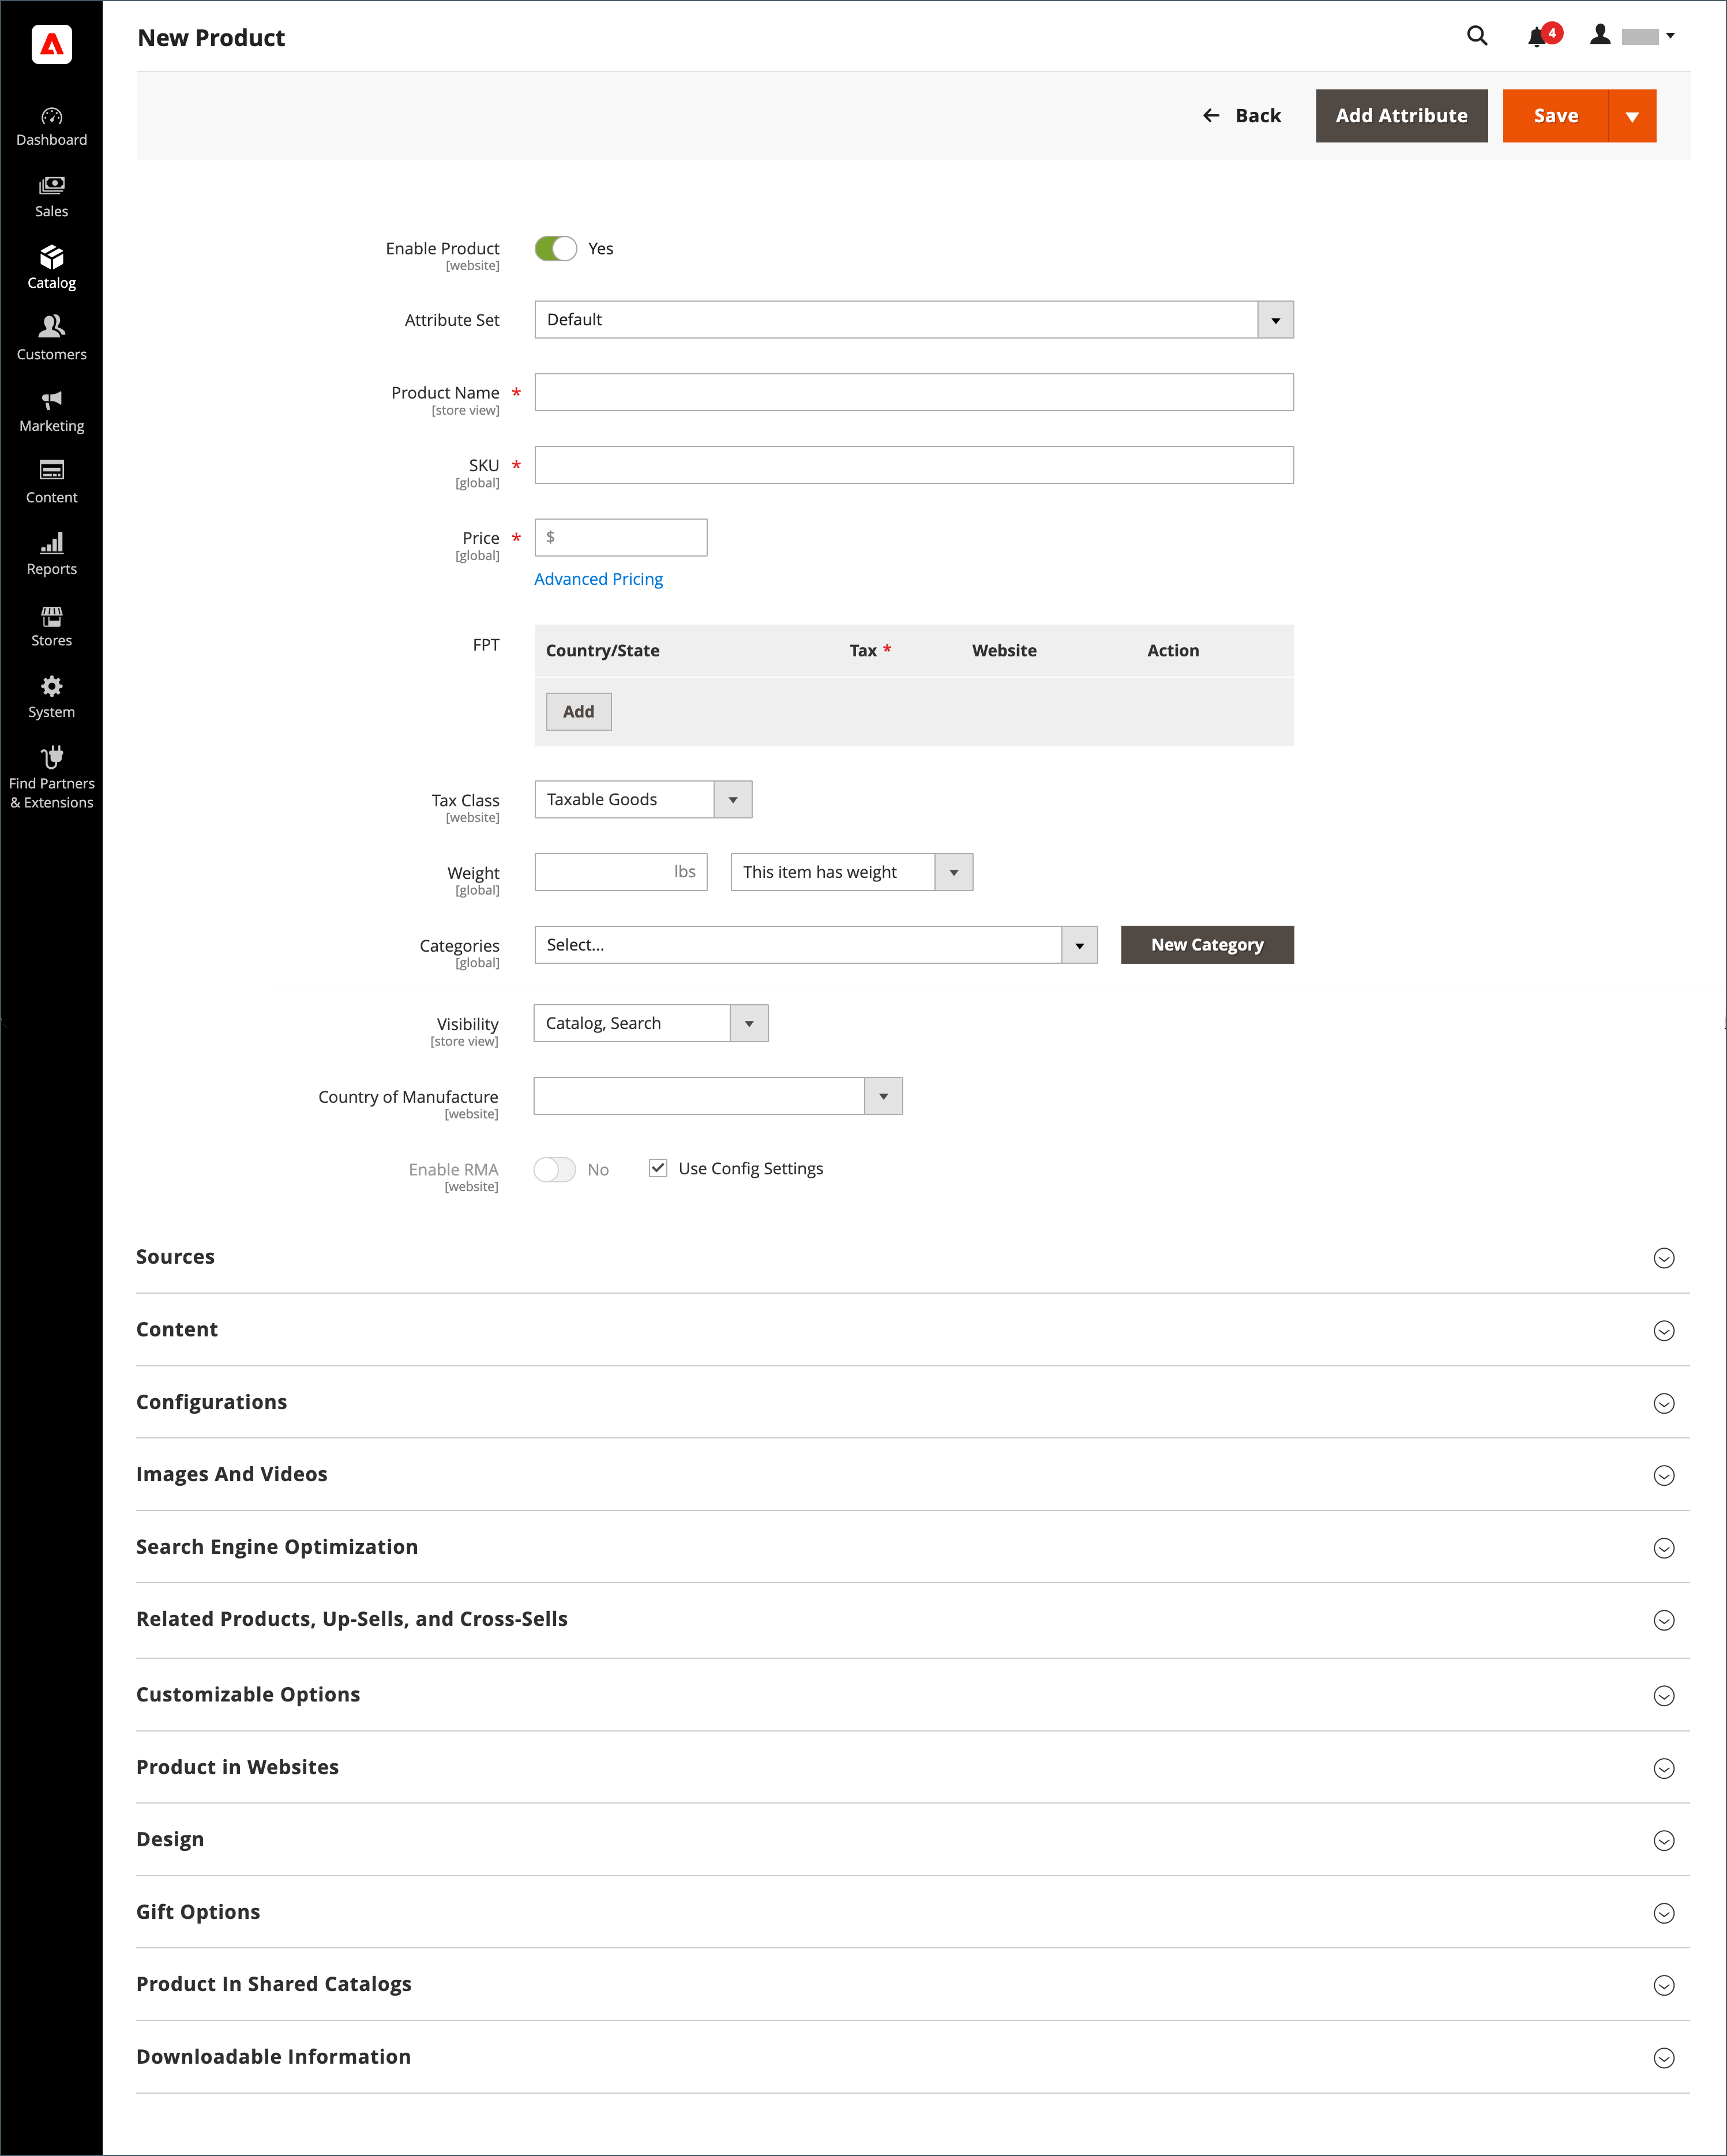 New Product
4
Dashboard
Sales
Catalog
Customers
Marketing
Content
Reports
Stores
System
Find Partners
& Extensions
Back
Add Attribute
Save
Enable Product
[website]
Yes
Attribute Set
Default
Product Name *
[store view]
SKU *
[global]
Price *
[global]
$
Advanced Pricing
FPT
Country/State Tax * Website Action
Add
Tax Class
[website]
Taxable Goods
Weight
[global]
lbs
This item has weight
Categories
[global]
Select...
New Category
Visibility
[store view]
Catalog, Search
Country of Manufacture
[website]
Enable RMA
[website]
No
Use Config Settings
Sources
Content
Configurations
Images And Videos
Search Engine Optimization
Related Products, Up-Sells, and Cross-Sells
Customizable Options
Product in Websites
Design
Gift Options
Product In Shared Catalogs
Downloadable Information